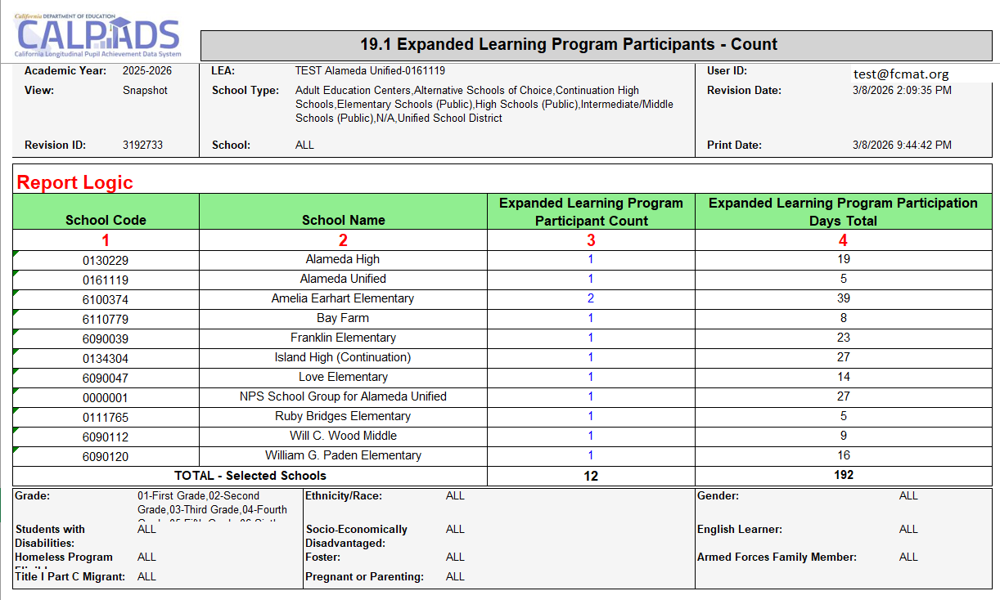 California DEPARTMENT OF EDUCATION
CALPADS
California Longitudinal Pupil Achievement Data System
19.1 Expanded Learning Program Participants - Count
Academic Year: 2025-2026 LEA: TEST Alameda Unified-0161119 User ID: test@fcmat.org
View: Snapshot School Type: Adult Education Centers,Alternative Schools of Choice,Continuation High Revision Date: 3/8/2026 2:09:35 PM
Schools,Elementary Schools (Public),High Schools (Public),Intermediate/Middle
Schools (Public),N/A,Unified School District
Revision ID: 3192733 School: ALL Print Date: 3/8/2026 9:44:42 PM
Report Logic
School Code School Name Expanded Learning Program Participant Count Expanded Learning Program Participation Days Total
1 2 3 4
0130229 Alameda High 1 19
0161119 Alameda Unified 1 5
6100374 Amelia Earhart Elementary 2 39
6110779 Bay Farm 1 8
6090039 Franklin Elementary 1 23
0134304 Island High (Continuation) 1 27
6090047 Love Elementary 1 14
0000001 NPS School Group for Alameda Unified 1 27
0111765 Ruby Bridges Elementary 1 5
6090112 Will C. Wood Middle 1 9
6090120 William G. Paden Elementary 1 16
TOTAL - Selected Schools 12 192
Grade: 01-First Grade,02-Second Ethnicity/Race: ALL Gender: ALL
Grade,03-Third Grade,04-Fourth
Students with ALL Socio-Economically ALL English Learner: ALL
Disabilities: Disadvantaged:
Homeless Program ALL Foster: ALL Armed Forces Family Member: ALL
Title I Part C Migrant: ALL Pregnant or Parenting: ALL